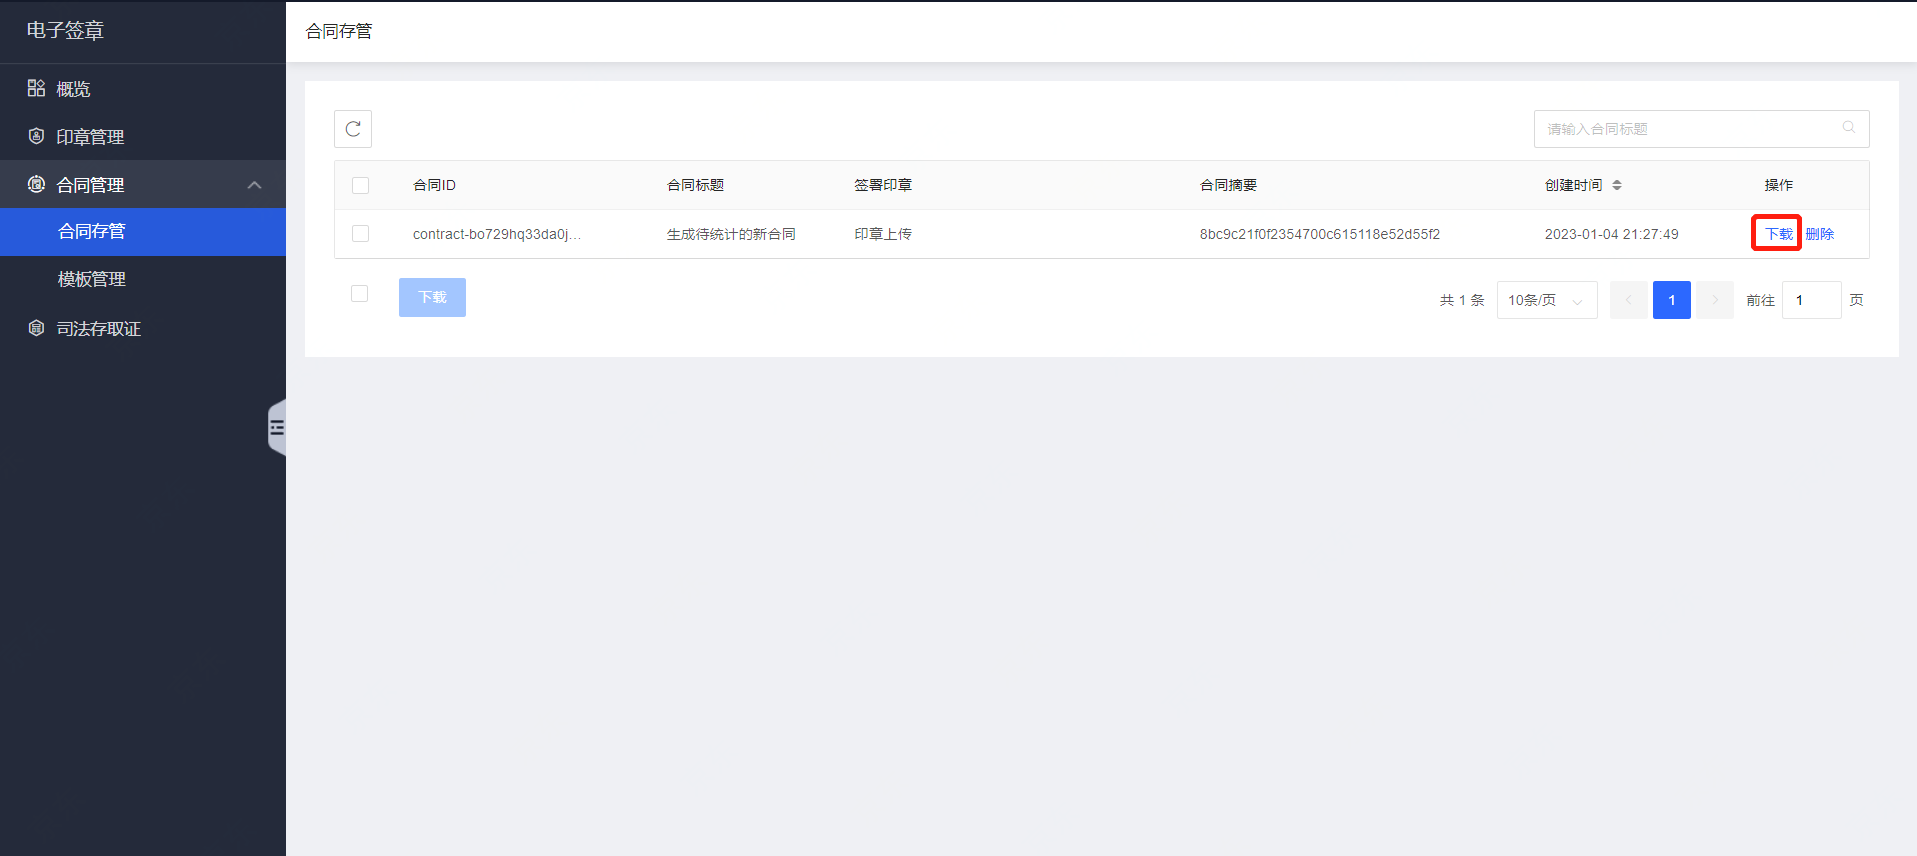 电子签章
概览
印章管理
合同管理
合同存管
模板管理
司法存取证
合同存管
请输入合同标题
合同ID 合同标题 签署印章 合同摘要 创建时间 操作
contract-bo729hq33da0j... 生成待统计的新合同 印章上传 8bc9c21f0f2354700c615118e52d55f2 2023-01-04 21:27:49 下载 删除
下载 共 1 条 10条/页 1 前往 1 页